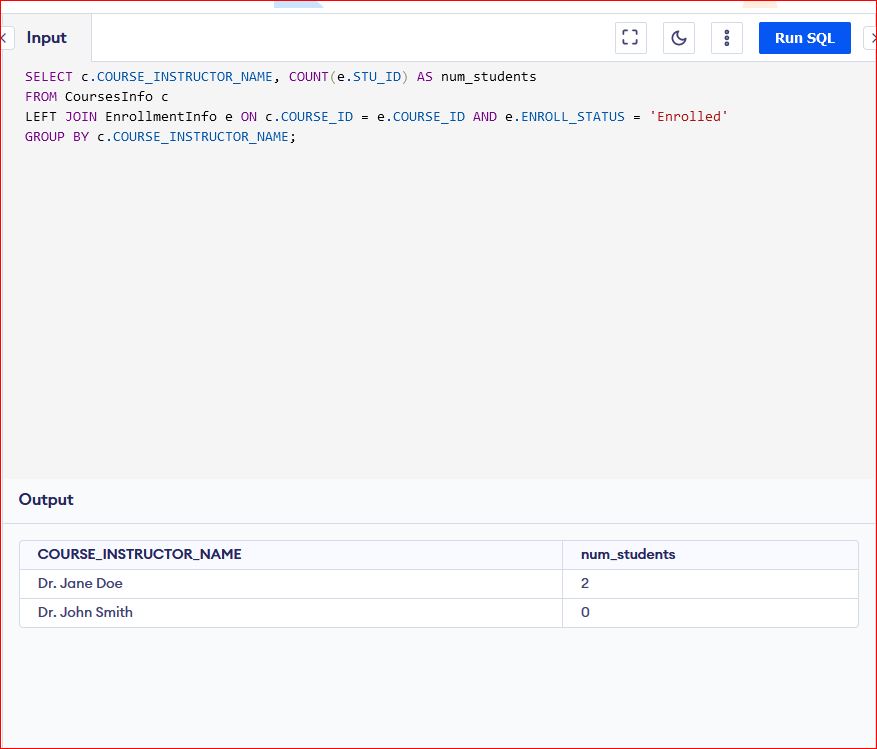 Input
Run SQL
SELECT c.COURSE_INSTRUCTOR_NAME, COUNT(e.STU_ID) AS num_students
FROM CoursesInfo c
LEFT JOIN EnrollmentInfo e ON c.COURSE_ID = e.COURSE_ID AND e.ENROLL_STATUS = 'Enrolled'
GROUP BY c.COURSE_INSTRUCTOR_NAME;
Output
COURSE_INSTRUCTOR_NAME num_students
Dr. Jane Doe 2
Dr. John Smith 0